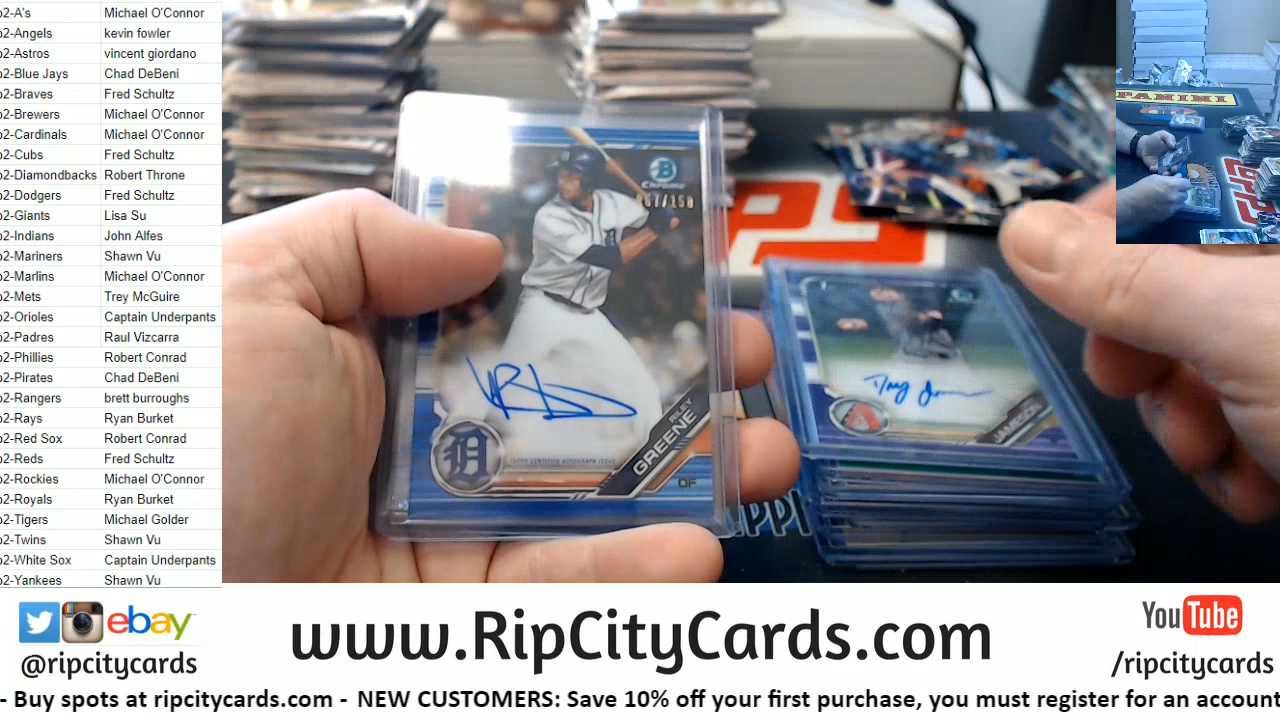 o2-A's Michael O'Connor
o2-Angels kevin fowler
o2-Astros vincent giordano
o2-Blue Jays Chad DeBeni
o2-Braves Fred Schultz
o2-Brewers Michael O'Connor
o2-Cardinals Michael O'Connor
o2-Cubs Fred Schultz
o2-Diamondbacks Robert Throne
o2-Dodgers Fred Schultz
o2-Giants Lisa Su
o2-Indians John Alfes
o2-Mariners Shawn Vu
o2-Marlins Michael O'Connor
o2-Mets Trey McGuire
o2-Orioles Captain Underpants
o2-Padres Raul Vizcarra
o2-Phillies Robert Conrad
o2-Pirates Chad DeBeni
o2-Rangers brett burroughs
o2-Rays Ryan Burket
o2-Red Sox Robert Conrad
o2-Reds Fred Schultz
o2-Rockies Michael O'Connor
o2-Royals Ryan Burket
o2-Tigers Michael Golder
o2-Twins Shawn Vu
o2-White Sox Captain Underpants
o2-Yankees Shawn Vu
PANINI
B
Chrome
/150
D
TOPPS CERTIFIED AUTOGRAPH ISSUE
RILEY
GREENE
OF
JAMESON
ebay
@ripcitycards
www.RipCityCards.com
YouTube
/ripcitycards
- Buy spots at ripcitycards.com - NEW CUSTOMERS: Save 10% off your first purchase, you must register for an account